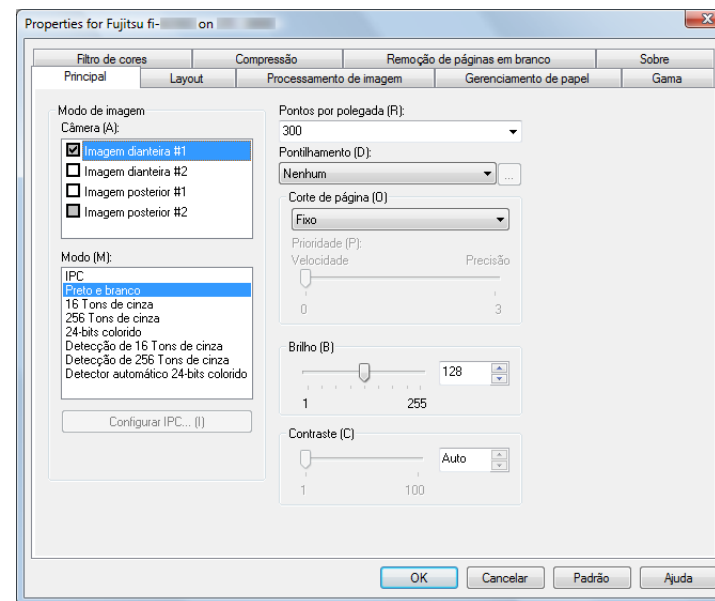 Properties for Fujitsu fi- on
Filtro de cores Compressão Remoção de páginas em branco Sobre
Principal Layout Processamento de imagem Gerenciamento de papel Gama
Modo de imagem
Câmera (A):
Imagem dianteira #1
Imagem dianteira #2
Imagem posterior #1
Imagem posterior #2
Modo (M):
IPC
Preto e branco
16 Tons de cinza
256 Tons de cinza
24-bits colorido
Detecção de 16 Tons de cinza
Detecção de 256 Tons de cinza
Detector automático 24-bits colorido
Configurar IPC... (I)
Pontos por polegada (R):
300
Pontilhamento (D):
Nenhum ...
Corte de página (O)
Fixo
Prioridade (P):
Velocidade Precisão
0 3
Brilho (B)
128
1 255
Contraste (C)
Auto
1 100
OK Cancelar Padrão Ajuda